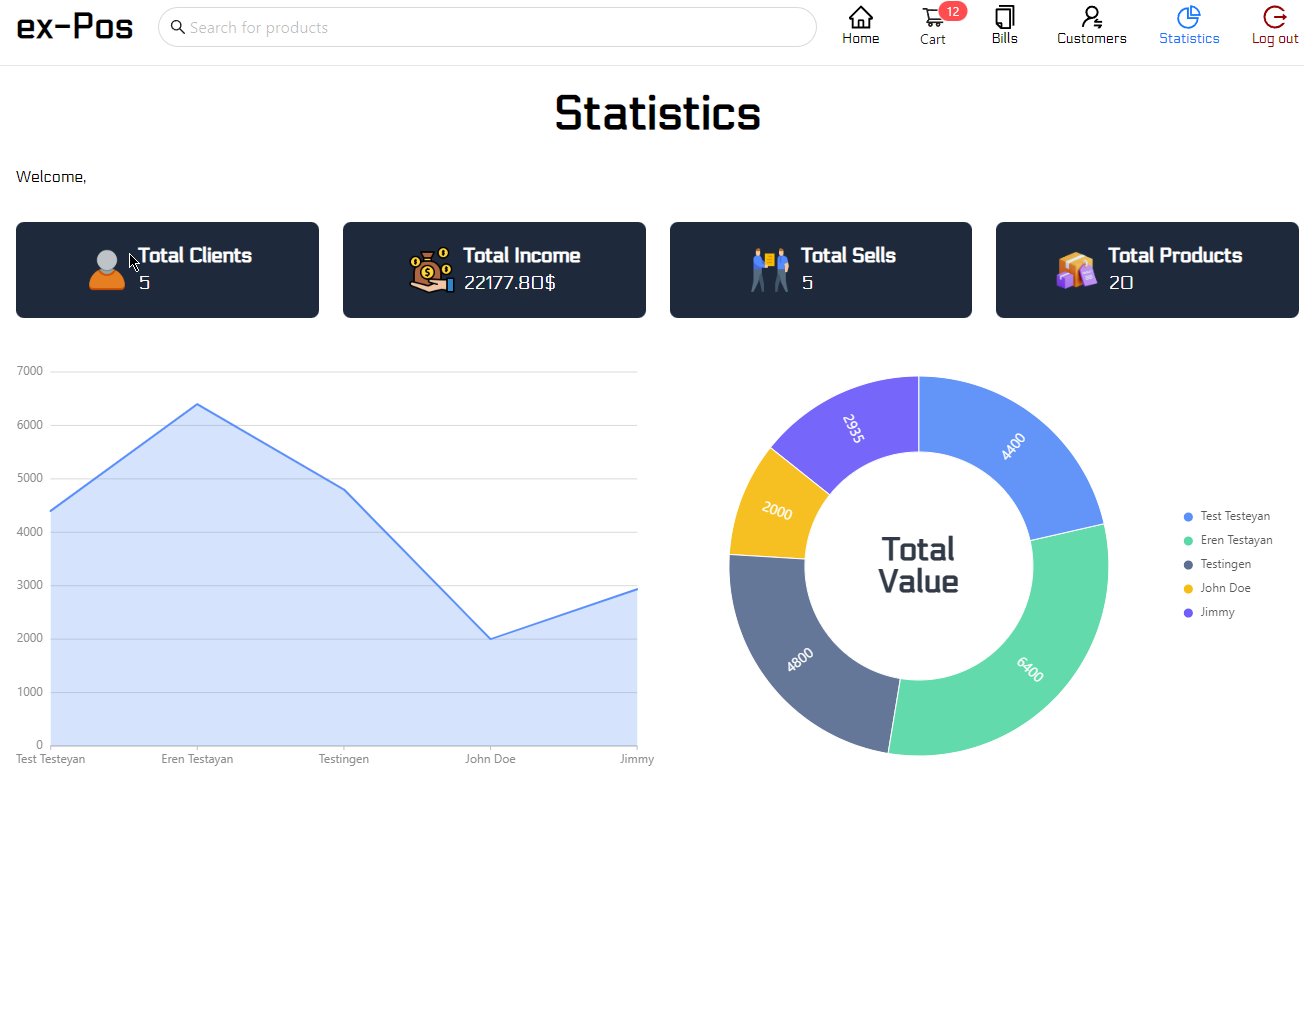 ex-Pos
Search for products
Home
12
Cart
Bills
Customers
Statistics
Log out
Statistics
Welcome,
Total Clients
5
Total Income
22177.80$
Total Sells
5
Total Products
20
7000
6000
5000
4000
3000
2000
1000
0
Test Testeyan
Eren Testayan
Testingen
John Doe
Jimmy
2935
4400
2000
4800
6400
Total
Value
Test Testeyan
Eren Testayan
Testingen
John Doe
Jimmy